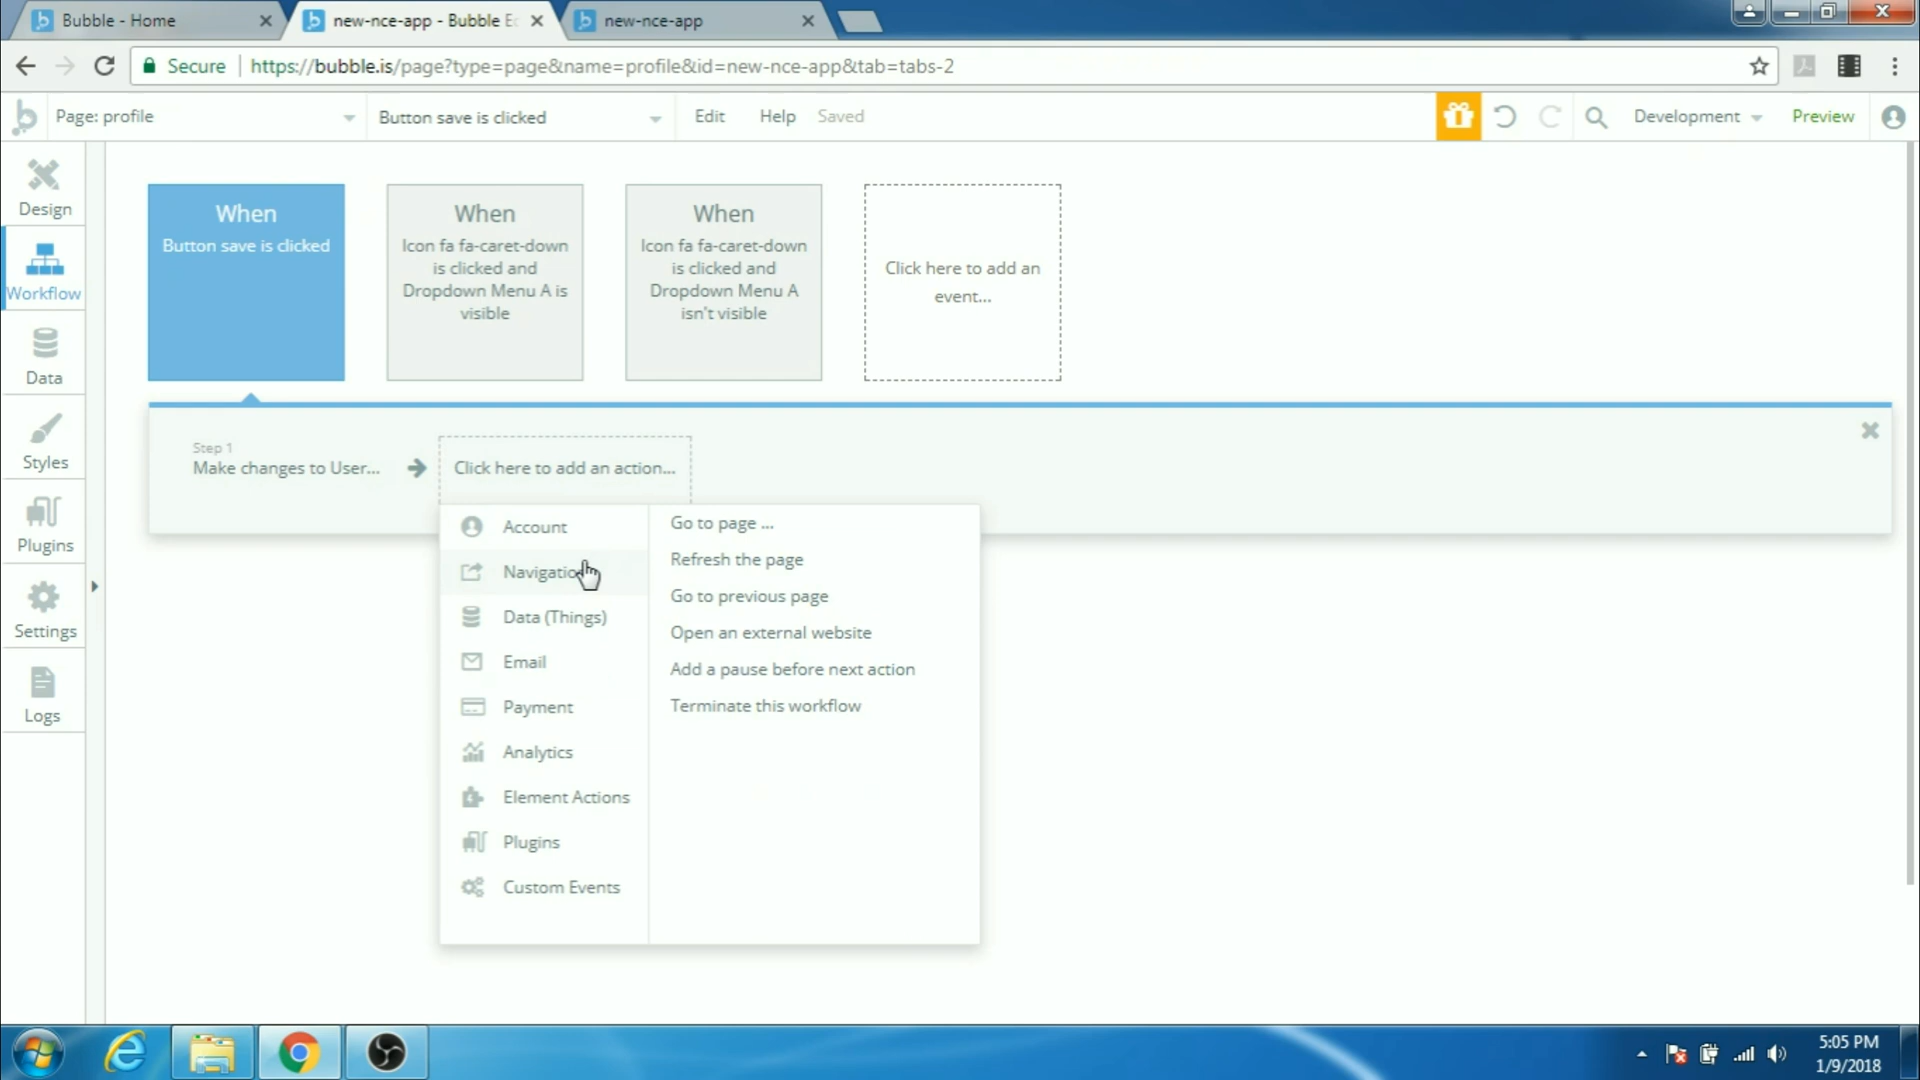 Bubble - Home
new-nce-app - Bubble E
new-nce-app
Secure
https://bubble.is/page?type=page&name=profile&id=new-nce-app&tab=tabs-2
Page: profile
Button save is clicked
Edit
Help
Saved
Development
Preview
Design
Workflow
Data
Styles
Plugins
Settings
Logs
When
Button save is clicked
When
Icon fa fa-caret-down
is clicked and
Dropdown Menu A is
visible
When
Icon fa fa-caret-down
is clicked and
Dropdown Menu A
isn't visible
Click here to add an
event...
Step 1
Make changes to User...
Click here to add an action...
Account
Navigation
Data (Things)
Email
Payment
Analytics
Element Actions
Plugins
Custom Events
Go to page ...
Refresh the page
Go to previous page
Open an external website
Add a pause before next action
Terminate this workflow
5:05 PM
1/9/2018